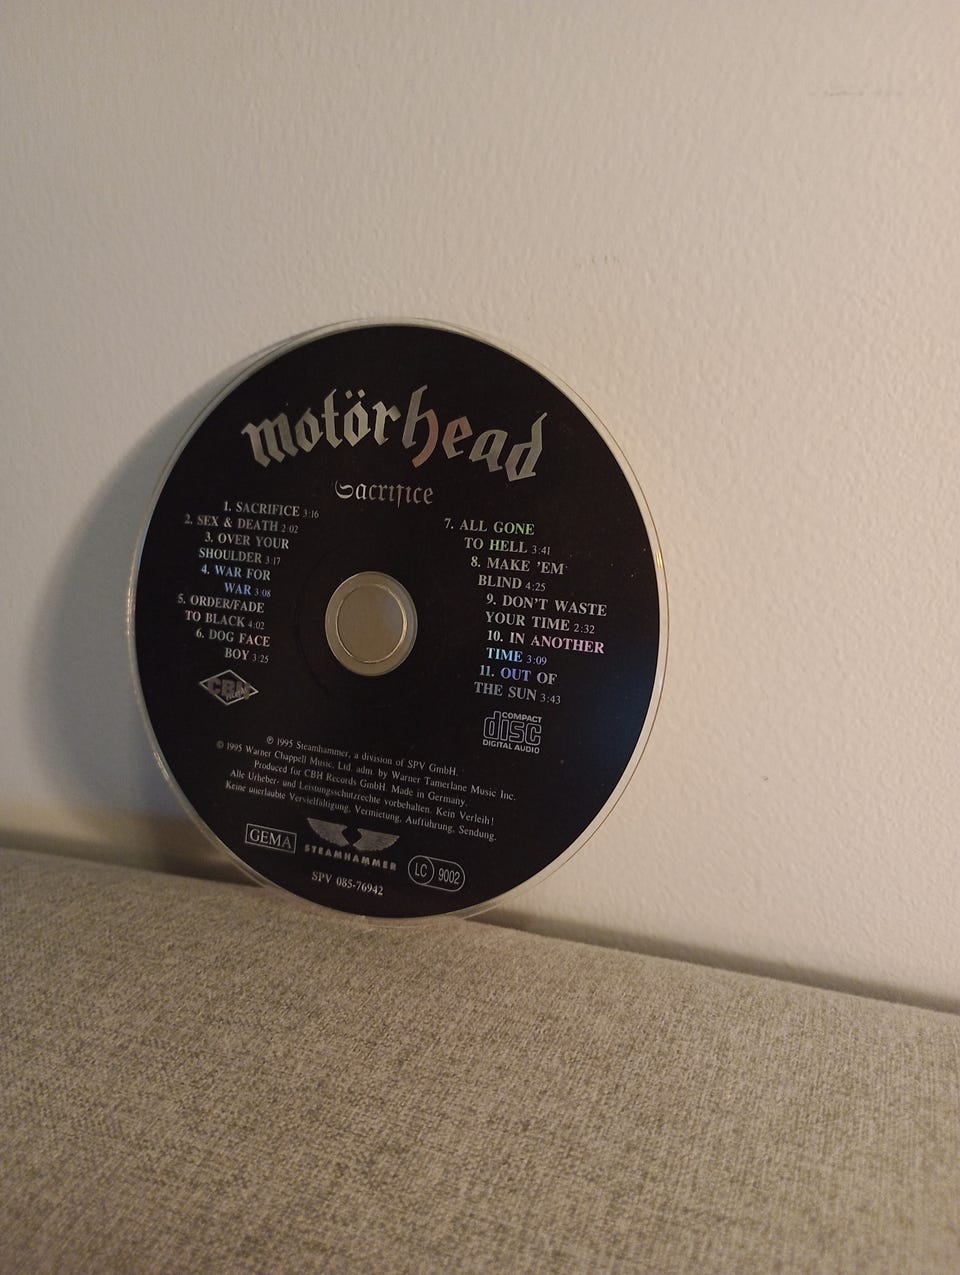 motörhead
Sacrifice
1. SACRIFICE 3:16
2. SEX & DEATH 2:02
3. OVER YOUR
SHOULDER 3:17
4. WAR FOR
WAR 3:08
5. ORDER/FADE
TO BLACK 4:02
6. DOG FACE
BOY 3:25
7. ALL GONE
TO HELL 3:41
8. MAKE 'EM
BLIND 4:25
9. DON'T WASTE
YOUR TIME 2:32
10. IN ANOTHER
TIME 3:09
11. OUT OF
THE SUN 3:43
CBH
COMPACT
disc
DIGITAL AUDIO
℗ 1995 Steamhammer, a division of SPV GmbH.
© 1995 Warner Chappell Music, Ltd. adm. by Warner Tamerlane Music Inc.
Produced for CBH Records GmbH. Made in Germany.
Alle Urheber- und Leistungsschutzrechte vorbehalten. Kein Verleih!
Keine unerlaubte Vervielfältigung, Vermietung, Aufführung, Sendung.
GEMA
STEAMHAMMER
LC 9002
SPV 085-76942